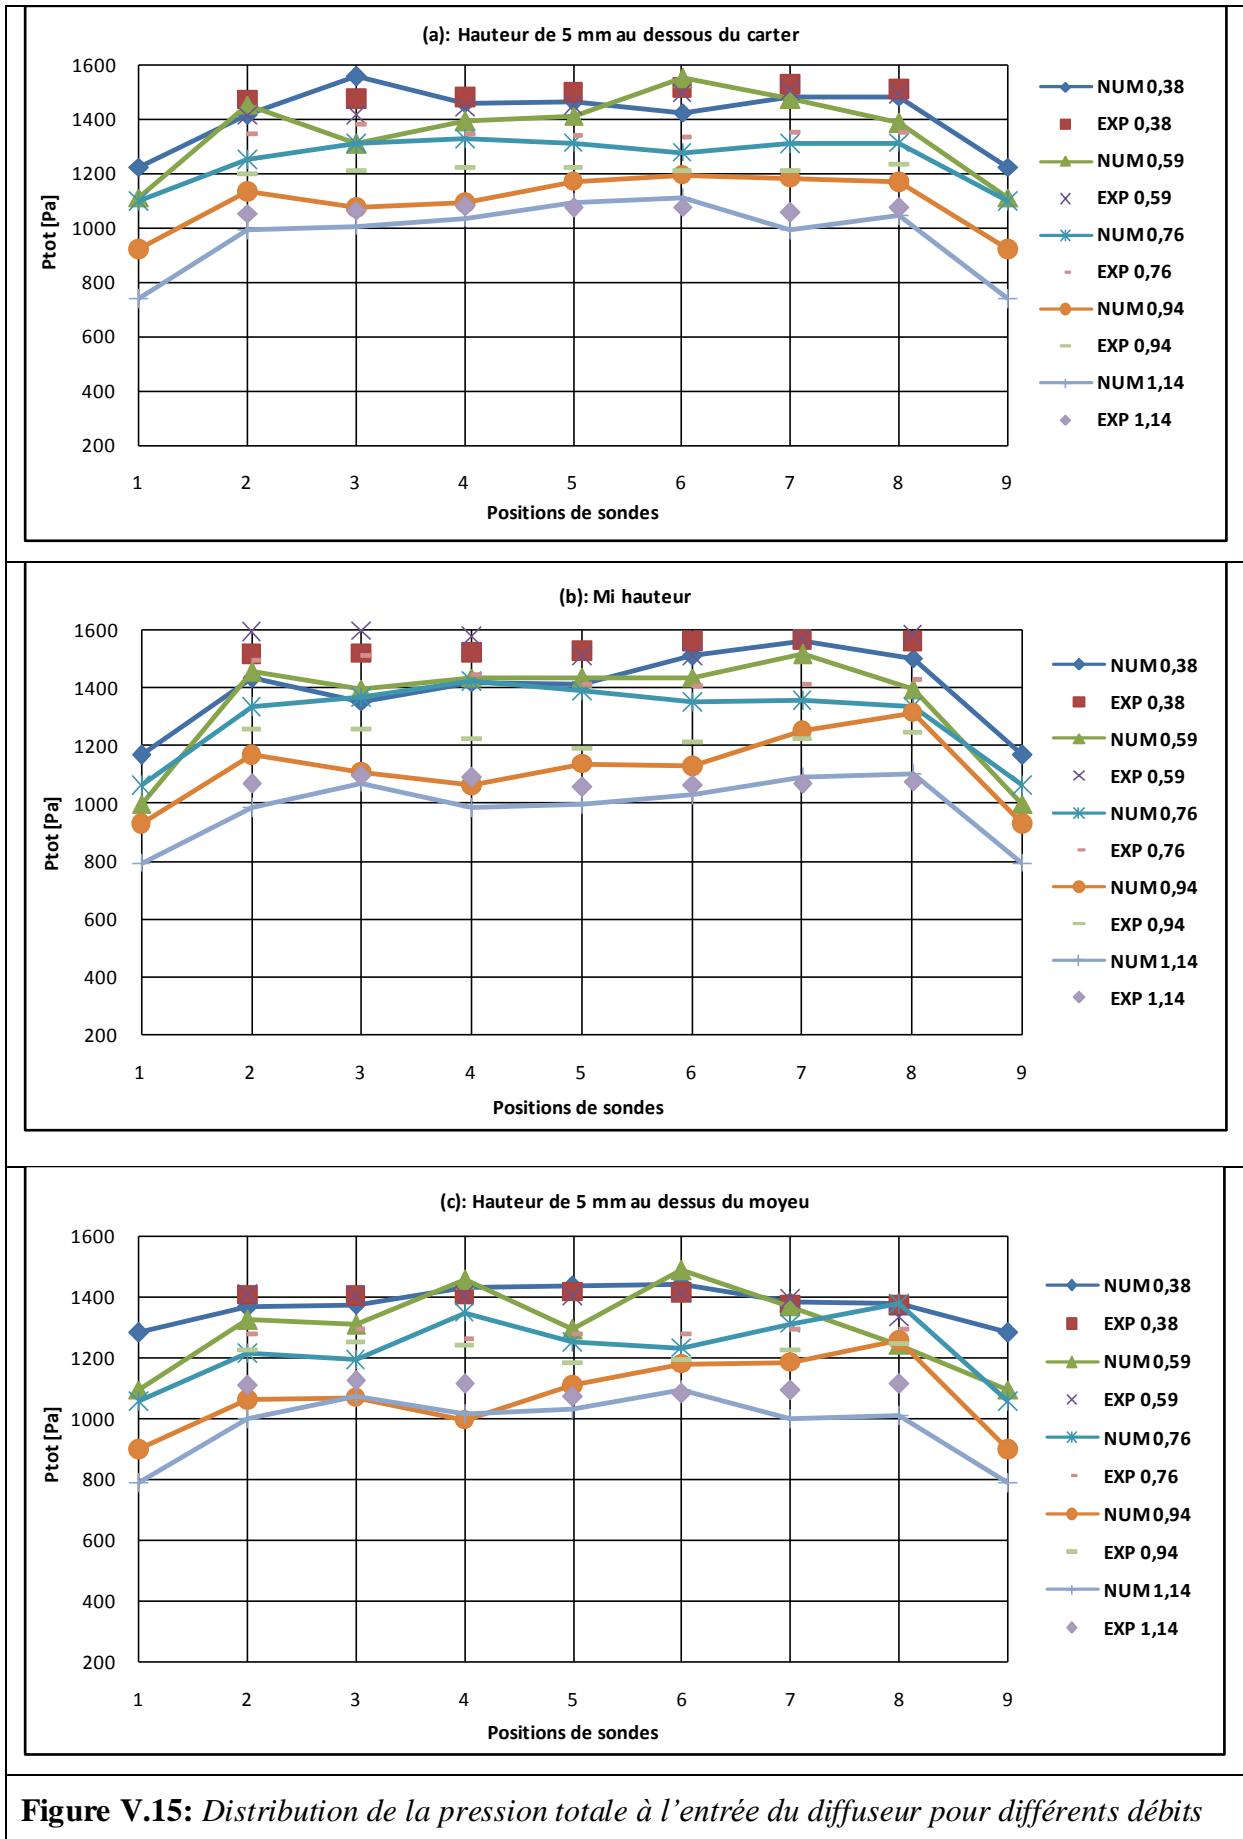 (a): Hauteur de 5 mm au dessous du carter
1600
1400
1200
1000
800
600
400
200
Ptot [Pa]
1 2 3 4 5 6 7 8 9
Positions de sondes
NUM 0,38
EXP 0,38
NUM 0,59
EXP 0,59
NUM 0,76
EXP 0,76
NUM 0,94
EXP 0,94
NUM 1,14
EXP 1,14
(b): Mi hauteur
1600
1400
1200
1000
800
600
400
200
Ptot [Pa]
1 2 3 4 5 6 7 8 9
Positions de sondes
NUM 0,38
EXP 0,38
NUM 0,59
EXP 0,59
NUM 0,76
EXP 0,76
NUM 0,94
EXP 0,94
NUM 1,14
EXP 1,14
(c): Hauteur de 5 mm au dessus du moyeu
1600
1400
1200
1000
800
600
400
200
Ptot [Pa]
1 2 3 4 5 6 7 8 9
Positions de sondes
NUM 0,38
EXP 0,38
NUM 0,59
EXP 0,59
NUM 0,76
EXP 0,76
NUM 0,94
EXP 0,94
NUM 1,14
EXP 1,14
Figure V.15: Distribution de la pression totale à l’entrée du diffuseur pour différents débits